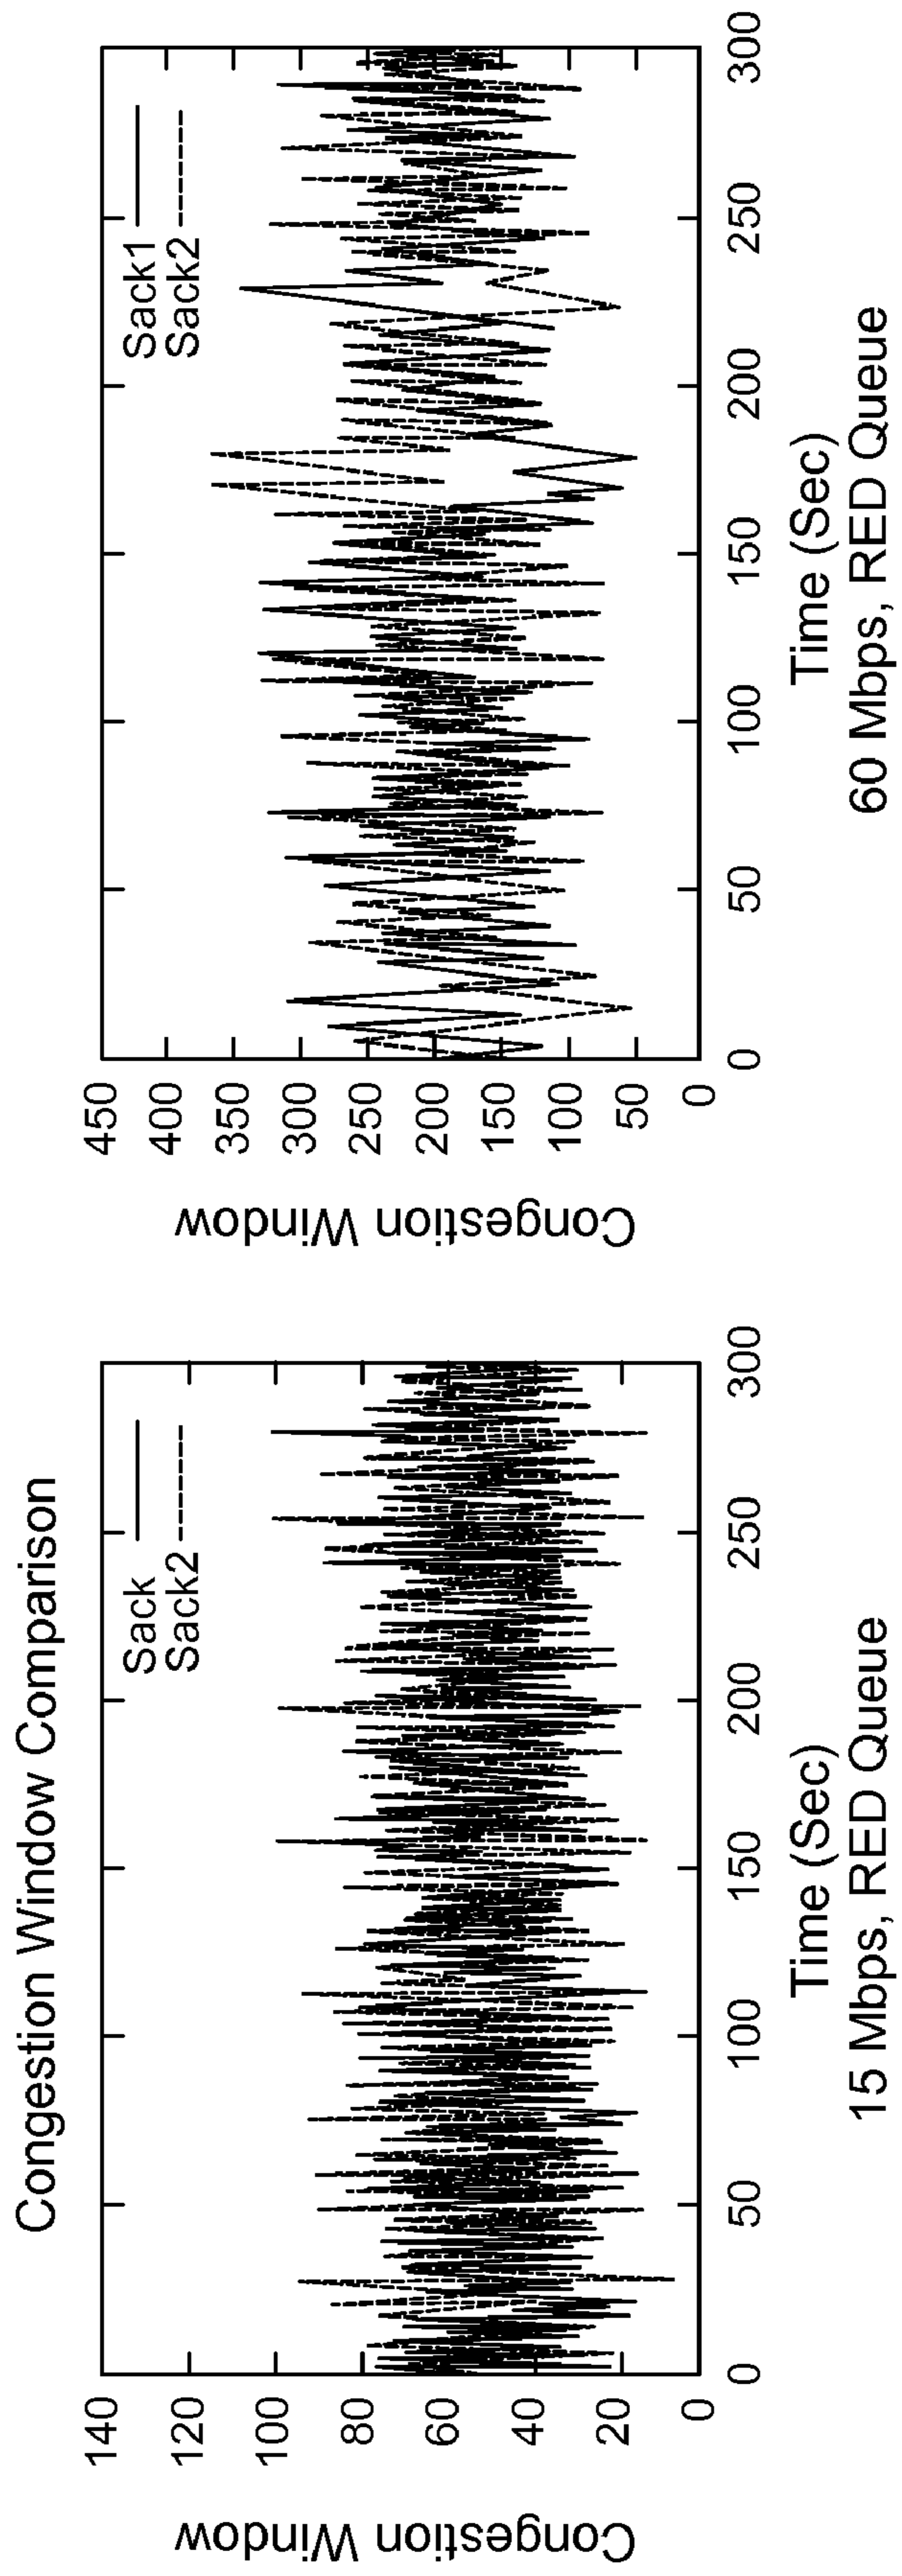 Congestion Window Comparison
Congestion Window
140
120
100
80
60
40
20
0
Sack
Sack2
0
50
100
150
200
250
300
Time (Sec)
15 Mbps, RED Queue
Congestion Window
450
400
350
300
250
200
150
100
50
0
Sack1
Sack2
0
50
100
150
200
250
300
Time (Sec)
60 Mbps, RED Queue